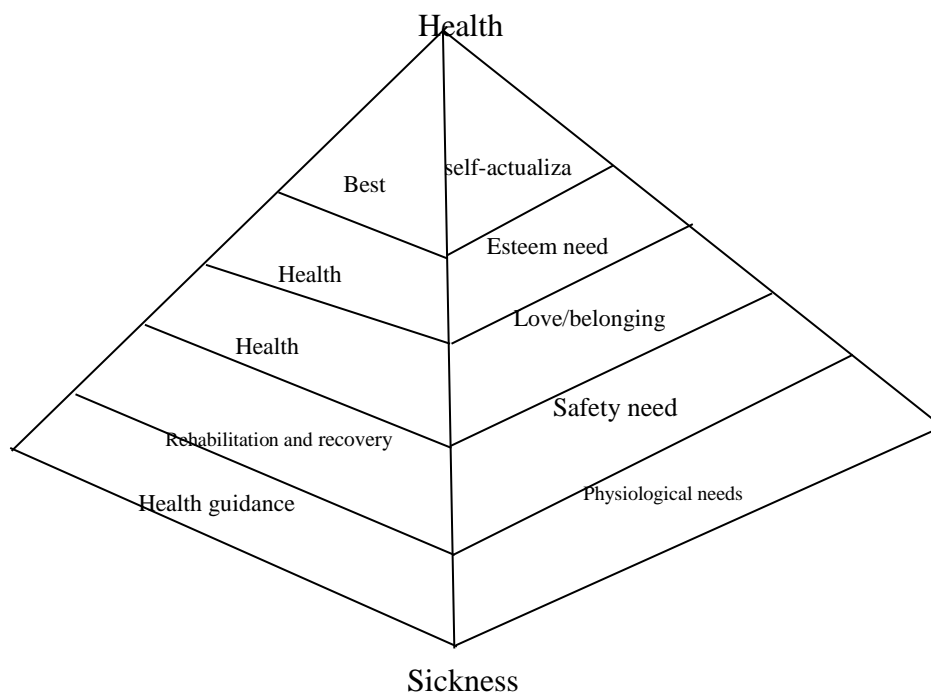 Health
self-actualiza
Best
Esteem need
Health
Love/belonging
Health
Safety need
Rehabilitation and recovery
Physiological needs
Health guidance
Sickness